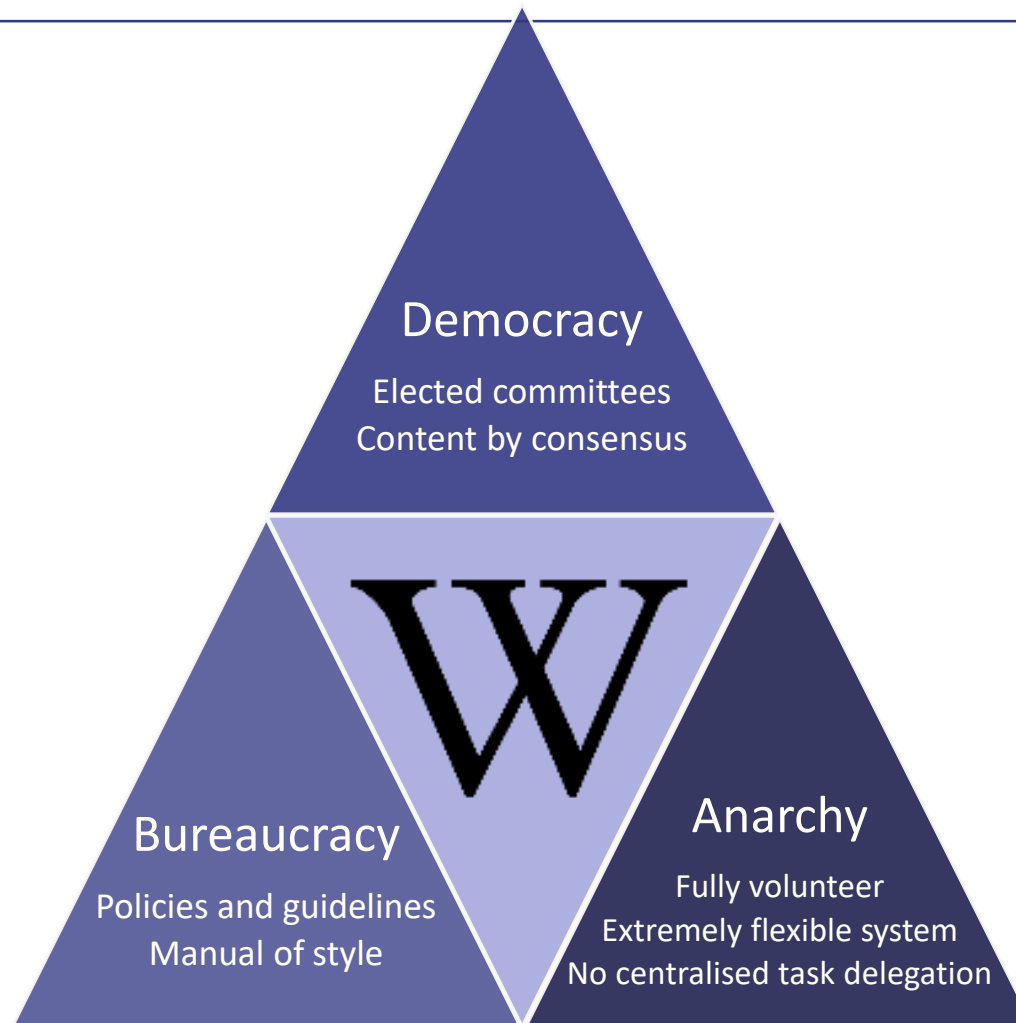 Democracy
Elected committees
Content by consensus
W
Bureaucracy
Policies and guidelines
Manual of style
Anarchy
Fully volunteer
Extremely flexible system
No centralised task delegation